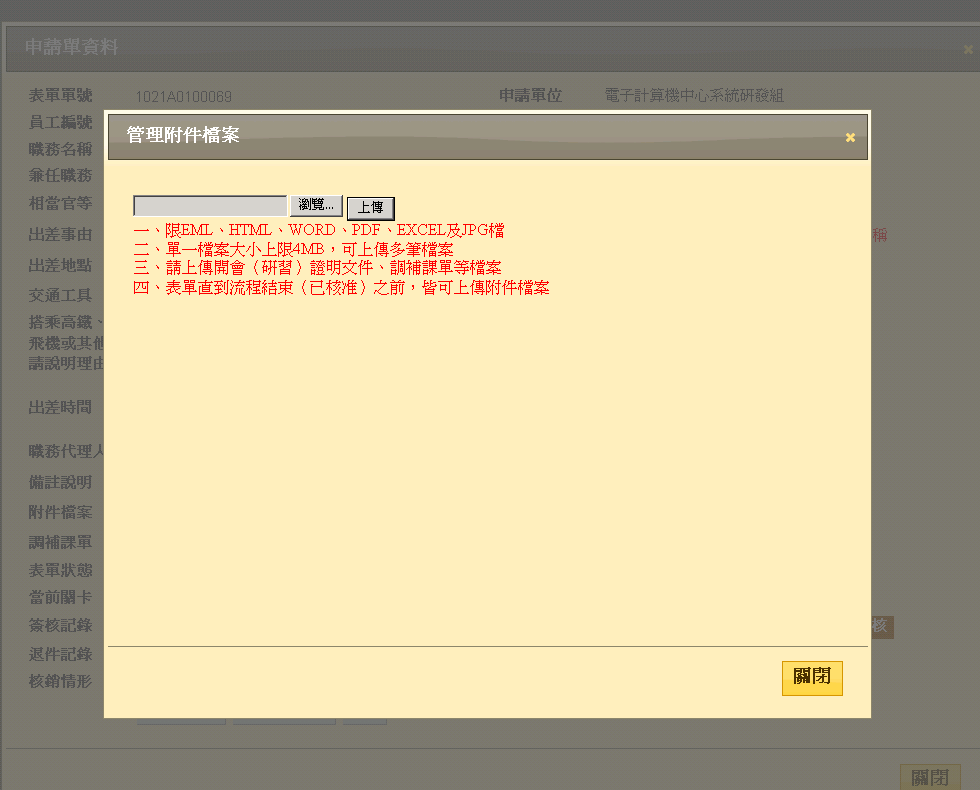 申請單資料
表單單號 1021A0100069 申請單位 電子計算機中心系統研發組
員工編號
管理附件檔案
職務名稱
兼任職務
相當官等
瀏覽... 上傳
一、限EML、HTML、WORD、PDF、EXCEL及JPG檔
出差事由
稱
二、單一檔案大小上限4MB，可上傳多筆檔案
出差地點
三、請上傳開會（研習）證明文件、調補課單等檔案
四、表單直到流程結束（已核准）之前，皆可上傳附件檔案
交通工具
搭乘高鐵、
飛機或其他
請說明理由
出差時間
職務代理人
備註說明
附件檔案
調補課單
表單狀態
當前關卡
簽核記錄
核
退件記錄
核銷情形
關閉
關閉